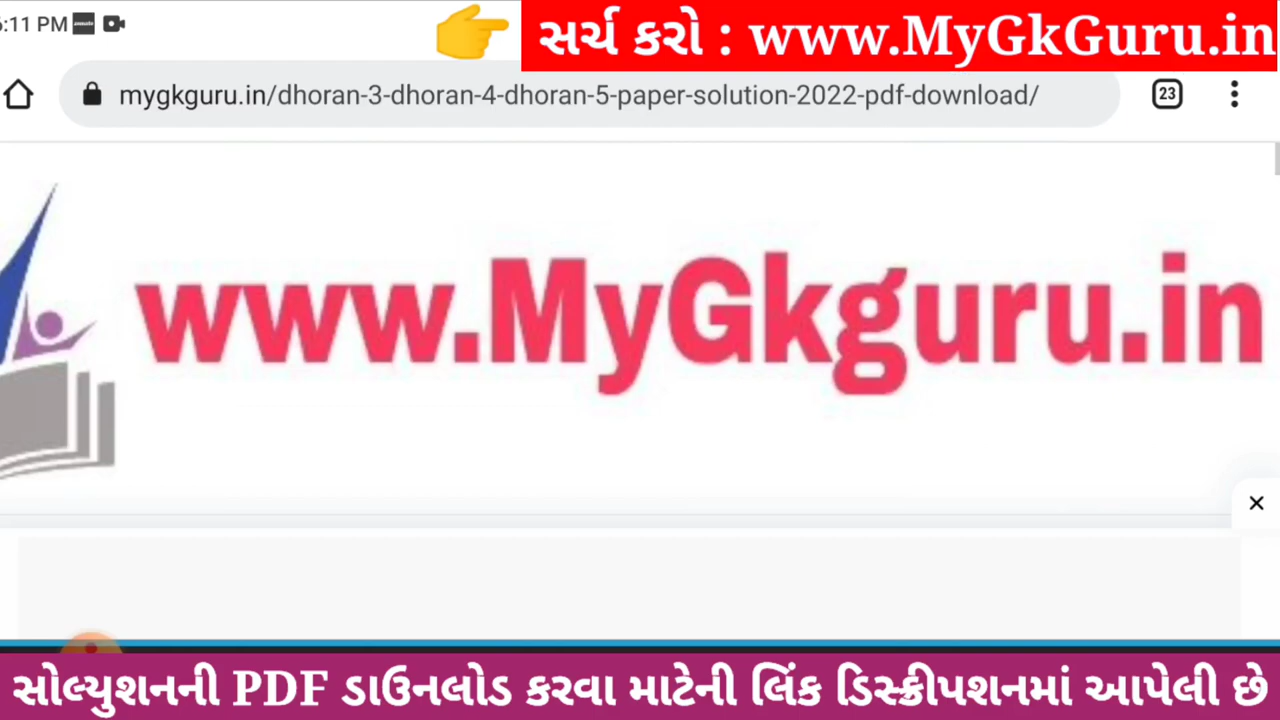 6:11 PM
સર્ચ કરો : www.MyGkGuru.in
mygkguru.in/dhoran-3-dhoran-4-dhoran-5-paper-solution-2022-pdf-download/
23
www.MyGkguru.in
સોલ્યુશનની PDF ડાઉનલોડ કરવા માટેની લિંક ડિસ્ક્રીપશનમાં આપેલી છે